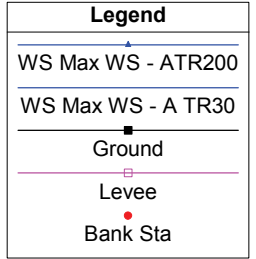 Legend
WS Max WS - ATR200
WS Max WS - A TR30
Ground
Levee
Bank Sta